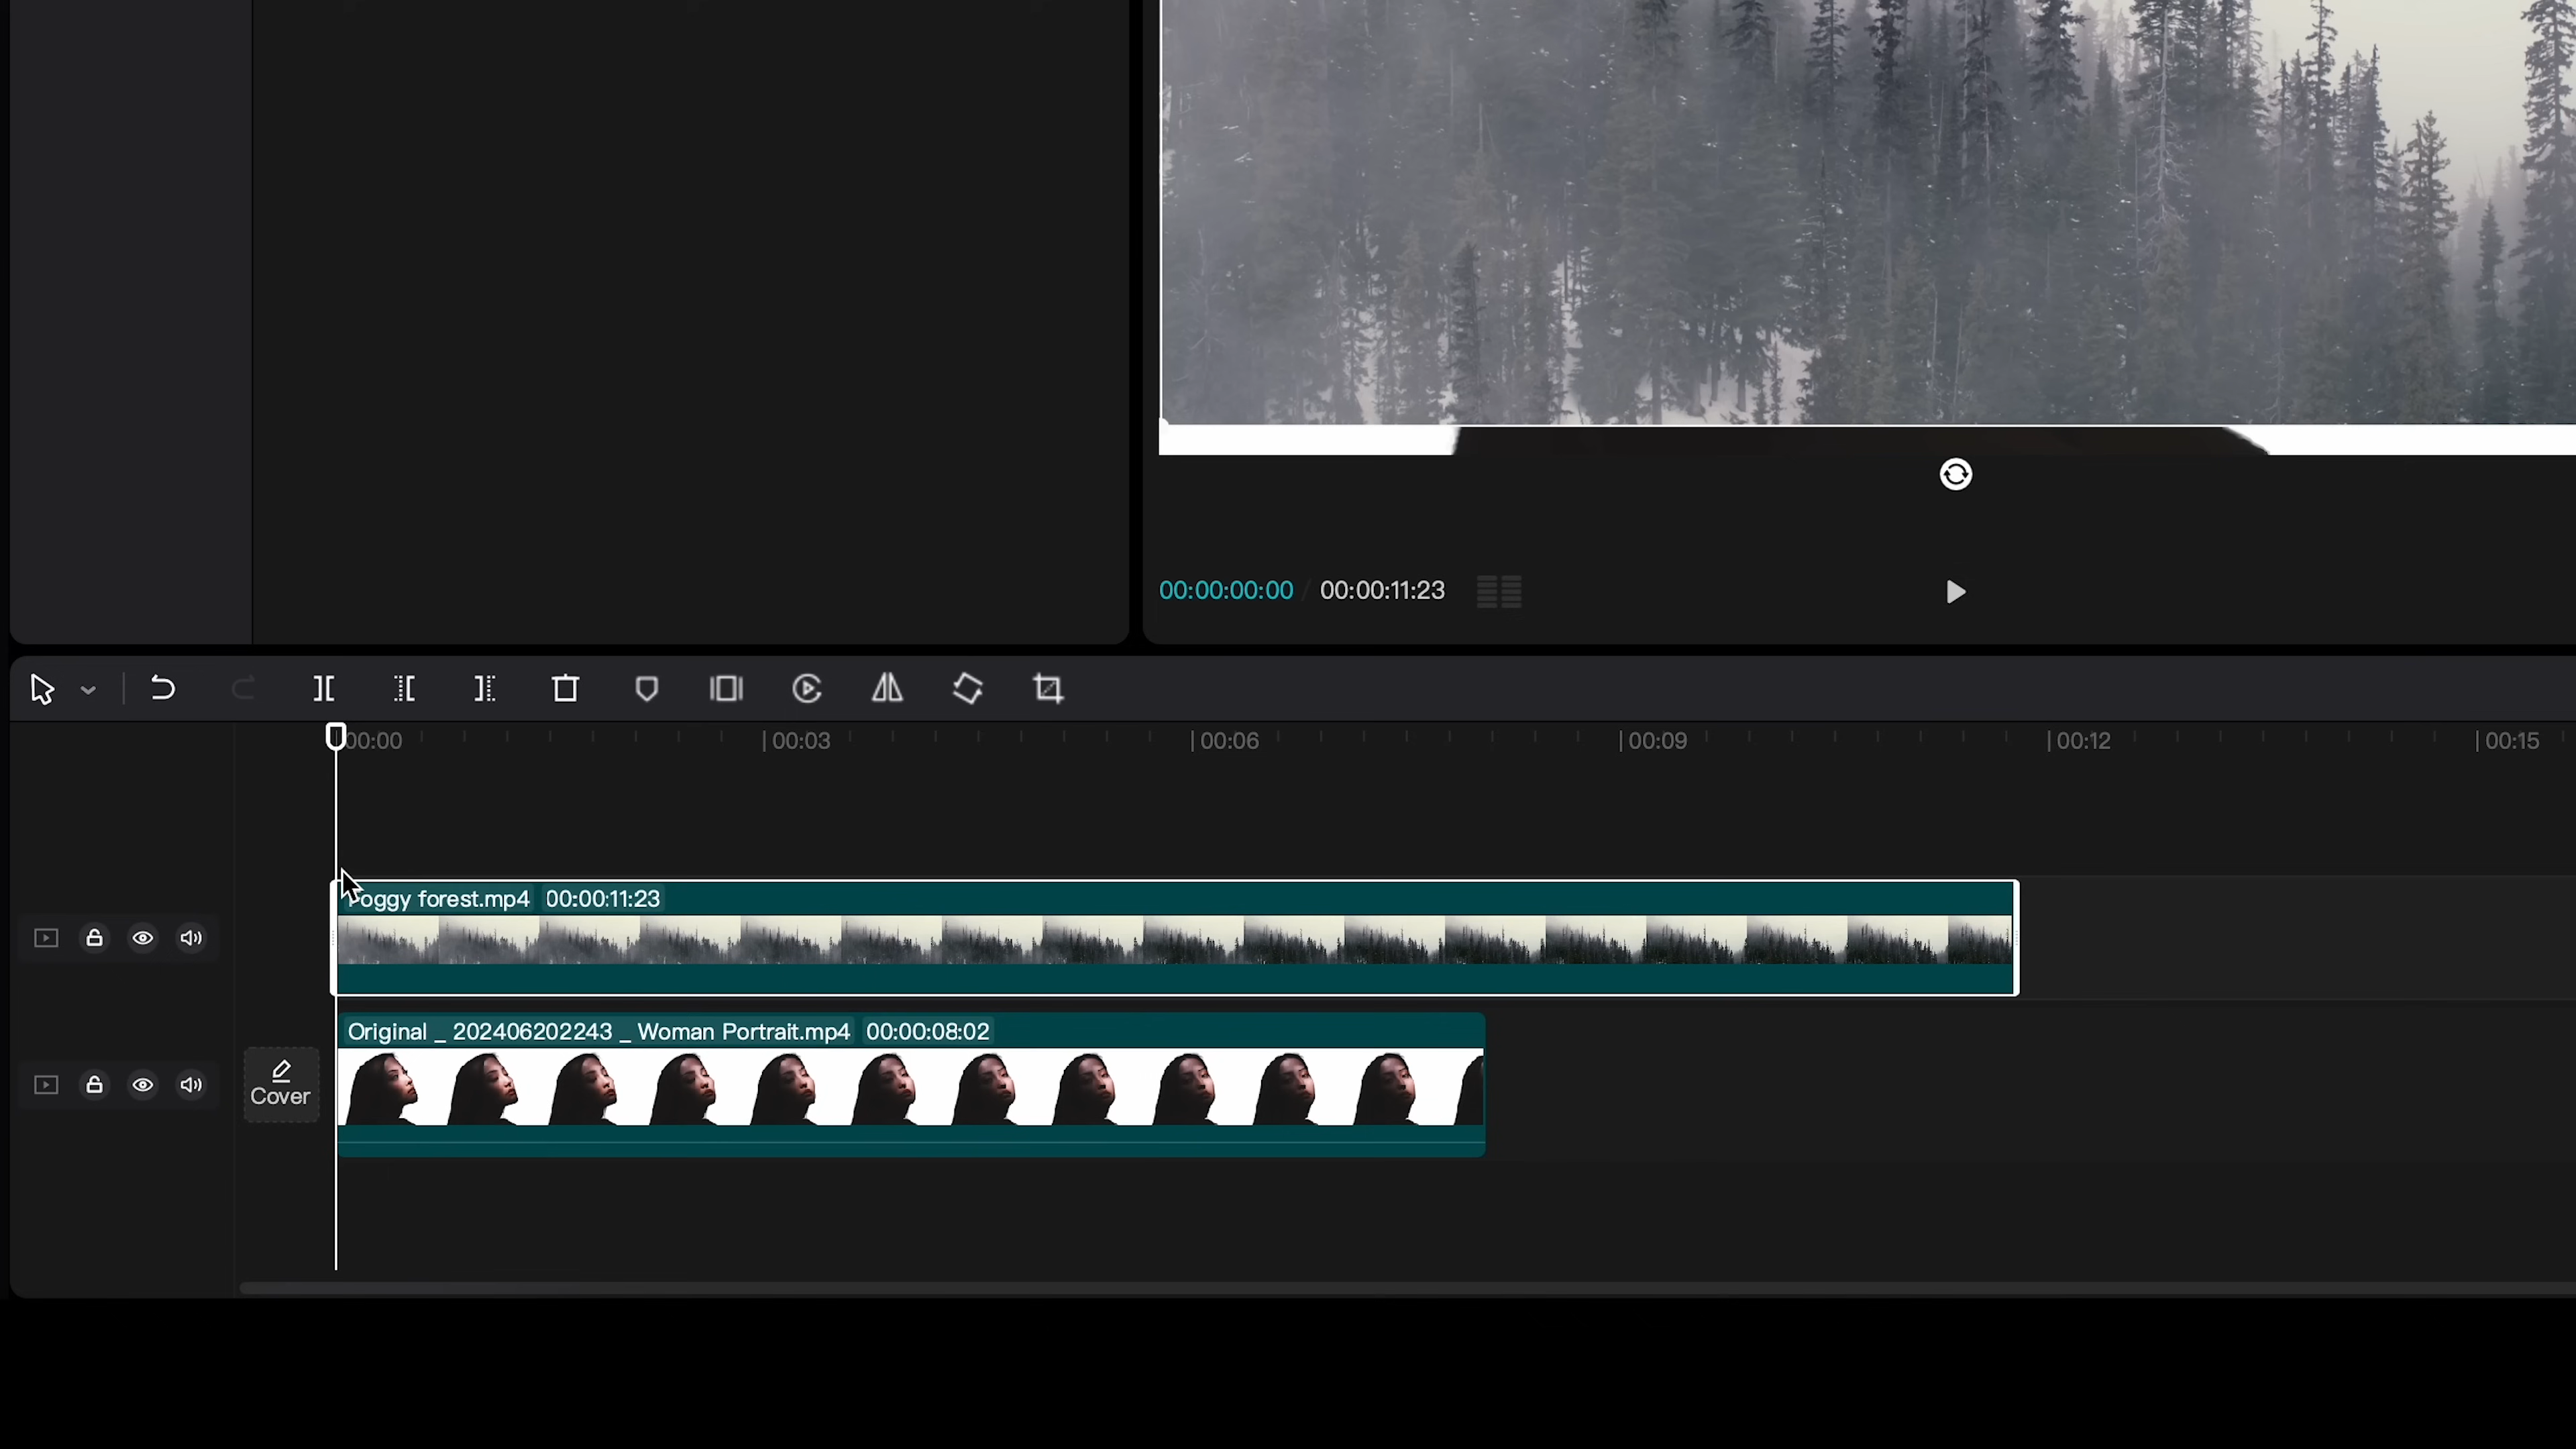 00:00:00:00 / 00:00:11:23
00:00 |00:03 |00:06 |00:09 |00:12 |00:15
oggy forest.mp4 00:00:11:23
Original _ 202406202243 _ Woman Portrait.mp4 00:00:08:02
Cover